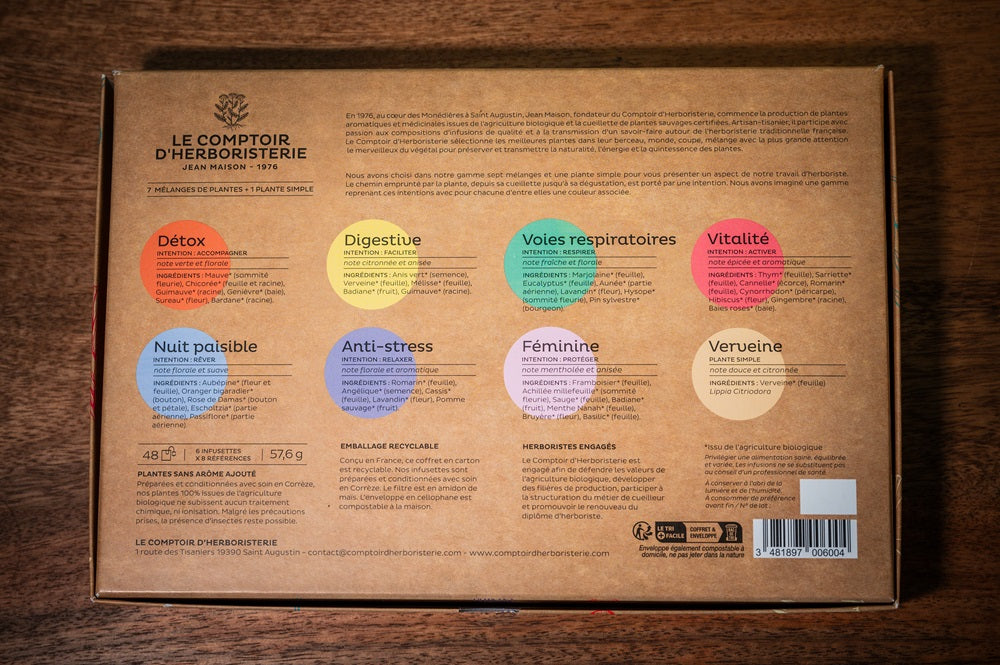 LE COMPTOIR
D'HERBORISTERIE
JEAN MAISON - 1976
7 MÉLANGES DE PLANTES + 1 PLANTE SIMPLE
En 1976, au cœur des Monédières à Saint Augustin, Jean Maison, fondateur du Comptoir d'Herboristerie, commence la production de plantes
aromatiques et médicinales issues de l'agriculture biologique et la cueillette de plantes sauvages certifiées. Artisan-tisanier, il participe avec
passion aux compositions d'infusions de qualité et à la transmission d'un savoir-faire autour de l'herboristerie traditionnelle française.
Le Comptoir d'Herboristerie sélectionne les meilleures plantes dans leur berceau, monde, coupe, mélange avec la plus grande attention
le merveilleux du végétal pour préserver et transmettre la naturalité, l'énergie et la quintessence des plantes.
Nous avons choisi dans notre gamme sept mélanges et une plante simple pour vous présenter un aspect de notre travail d'herboriste.
Le chemin emprunté par la plante, depuis sa cueillette jusqu'à sa dégustation, est porté par une intention. Nous avons imaginé une gamme
reprenant ces intentions avec pour chacune d'entre elles une couleur associée.
Détox
INTENTION : ACCOMPAGNER
note verte et florale
INGRÉDIENTS : Mauve* (sommité
fleurie), Chicorée* (feuille et racine),
Guimauve* (racine), Genièvre* (baie),
Sureau* (fleur), Bardane* (racine).
Digestive
INTENTION : FACILITER
note citronnée et anisée
INGRÉDIENTS : Anis vert* (semence),
Verveine* (feuille), Mélisse* (feuille),
Badiane* (fruit), Guimauve* (racine).
Voies respiratoires
INTENTION : RESPIRER
note fraîche et florale
INGRÉDIENTS : Marjolaine* (feuille),
Eucalyptus* (feuille), Aunée* (partie
aérienne), Lavandin* (fleur), Hysope*
(sommité fleurie), Pin sylvestre*
(bourgeon).
Vitalité
INTENTION : ACTIVER
note épicée et aromatique
INGRÉDIENTS : Thym* (feuille), Sarriette*
(feuille), Cannelle* (écorce), Romarin*
(feuille), Cynorrhodon* (péricarpe),
Hibiscus* (fleur), Gingembre* (racine),
Baies roses* (baie).
Nuit paisible
INTENTION : RÊVER
note florale et suave
INGRÉDIENTS : Aubépine* (fleur et
feuille), Oranger bigaradier*
(bouton), Rose de Damas* (bouton
et pétale), Escholtzia* (partie
aérienne), Passiflore* (partie
aérienne).
Anti-stress
INTENTION : RELAXER
note florale et aromatique
INGRÉDIENTS : Romarin* (feuille),
Angélique* (semence), Cassis*
(feuille), Lavandin* (fleur), Pomme
sauvage* (fruit).
Féminine
INTENTION : PROTÉGER
note mentholée et anisée
INGRÉDIENTS : Framboisier* (feuille),
Achillée millefeuille* (sommité
fleurie), Sauge* (feuille), Badiane*
(fruit), Menthe Nanah* (feuille),
Bruyère* (fleur), Basilic* (feuille).
Verveine
PLANTE SIMPLE
note douce et citronnée
INGRÉDIENTS : Verveine* (feuille)
Lippia Citriodora
48 6 INFUSETTES X 8 RÉFÉRENCES 57,6 g
PLANTES SANS ARÔME AJOUTÉ
Préparées et conditionnées avec soin en Corrèze,
nos plantes 100% issues de l'agriculture
biologique ne subissent aucun traitement
chimique, ni ionisation. Malgré les précautions
prises, la présence d'insectes reste possible.
EMBALLAGE RECYCLABLE
Conçu en France, ce coffret en carton
est recyclable. Nos infusettes sont
préparées et conditionnées avec soin
en Corrèze. Le filtre est en amidon de
maïs. L'enveloppe en cellophane est
compostable à la maison.
HERBORISTES ENGAGÉS
Le Comptoir d'Herboristerie est
engagé afin de défendre les valeurs de
l'agriculture biologique, développer
des filières de production, participer à
la structuration du métier de cueilleur
et promouvoir le renouveau du
diplôme d'herboriste.
*Issu de l'agriculture biologique
Privilégier une alimentation saine, équilibrée
et variée. Les infusions ne se substituent pas
au conseil d'un professionnel de santé.
À conserver à l'abri de la
lumière et de l'humidité.
À consommer de préférence
avant fin / N° de lot :
LE COMPTOIR D'HERBORISTERIE
1 route des Tisaniers 19390 Saint Augustin - contact@comptoirdherboristerie.com - www.comptoirdherboristerie.com
LE TRI
+ FACILE
COFFRET &
ENVELOPPE
Enveloppe également compostable à
domicile, ne pas jeter dans la nature
3 481897 006004